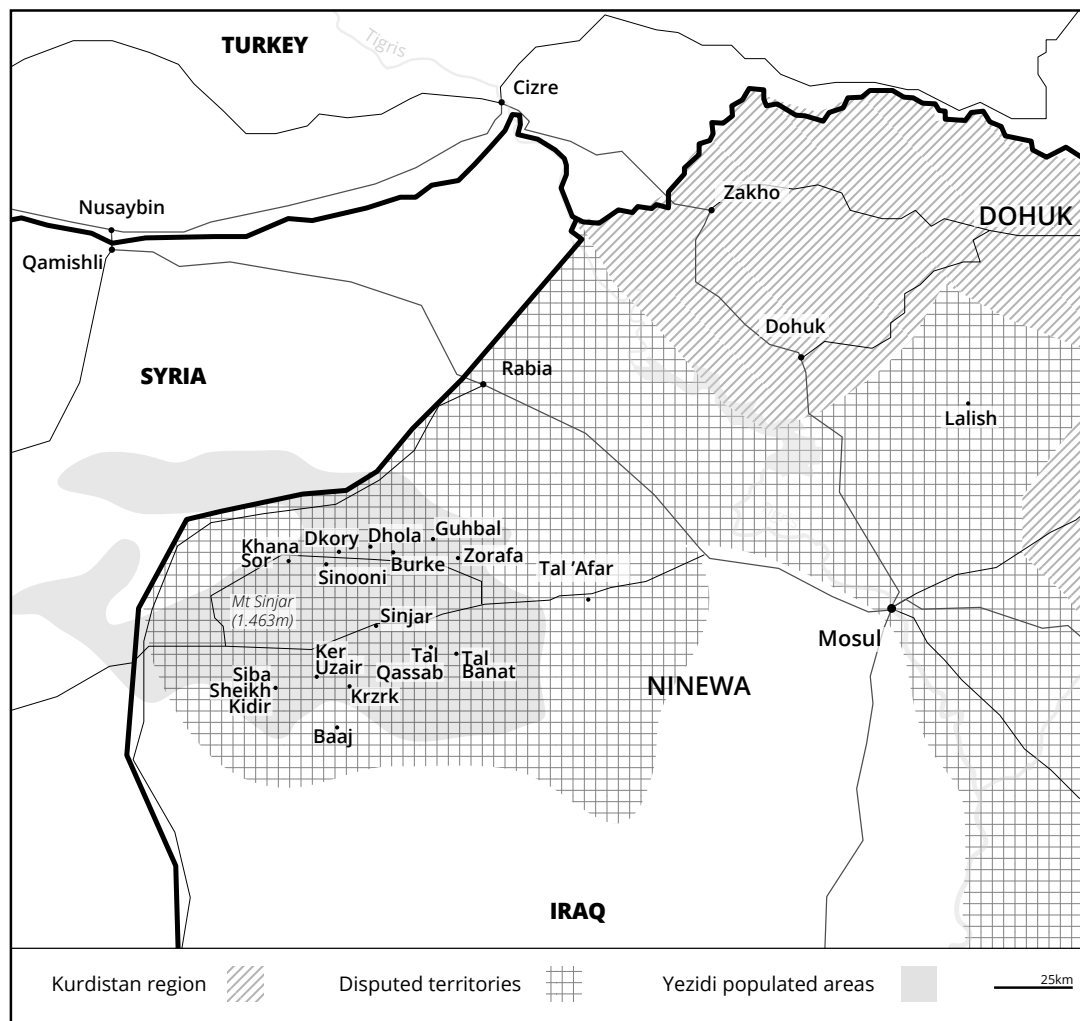 TURKEY
Tigris
Cizre
Nusaybin
Zakho
DOHUK
Qamishli
Dohuk
SYRIA
Rabia
Lalish
Guhbal
Dhola
Dkory
Khana
Sor
Burke
Zorafa
Sinooni
Tal ‘Afar
Mt Sinjar
(1.463m)
Sinjar
Mosul
Ker
Uzair
Tal
Qassab
Tal
Banat
Siba
Sheikh
Kidir
Krzrk
NINEWA
Baaj
IRAQ
Kurdistan region
Disputed territories
Yezidi populated areas
25km